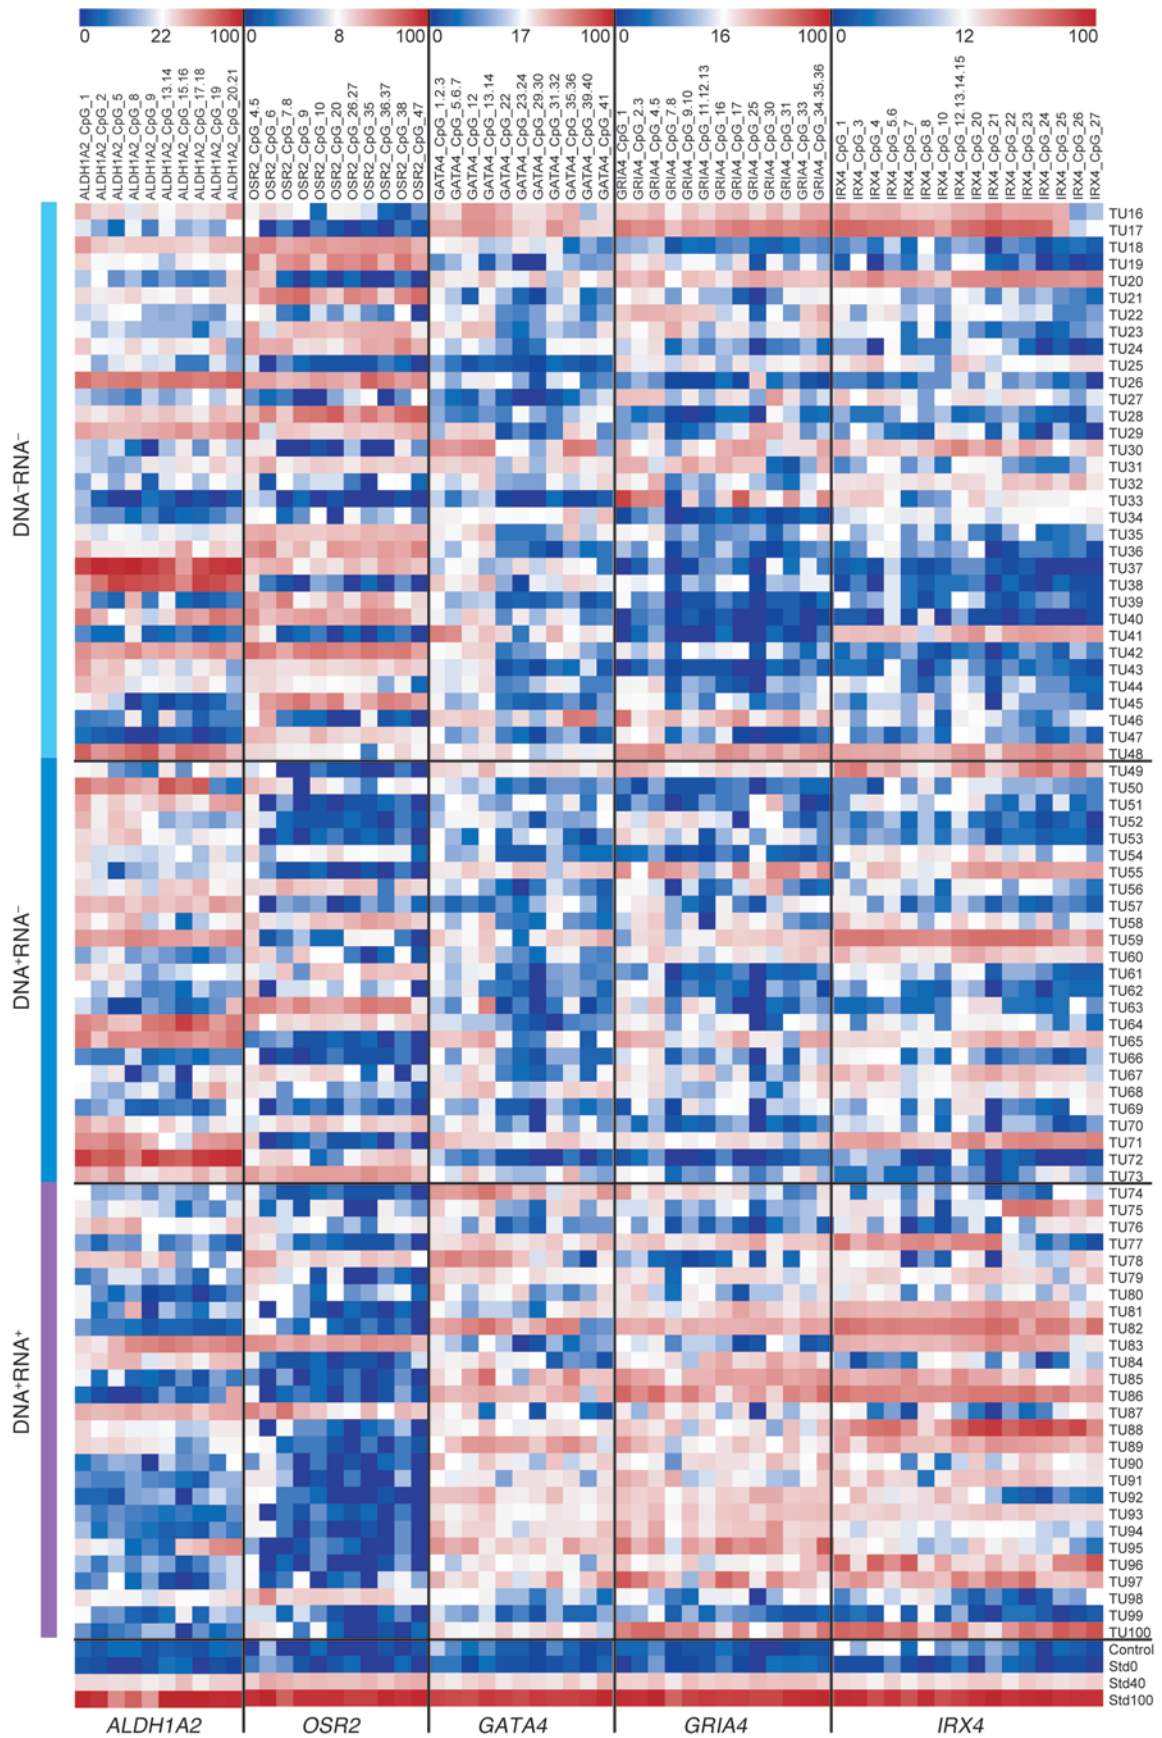 0 22 100 0 8 100 0 17 100 0 16 100 0 12 100
ALDH1A2_CpG_1
ALDH1A2_CpG_2
ALDH1A2_CpG_5
ALDH1A2_CpG_8
ALDH1A2_CpG_9
ALDH1A2_CpG_13.14
ALDH1A2_CpG_15.16
ALDH1A2_CpG_17.18
ALDH1A2_CpG_19
ALDH1A2_CpG_20.21
OSR2_CpG_4.5
OSR2_CpG_6
OSR2_CpG_7.8
OSR2_CpG_9
OSR2_CpG_10
OSR2_CpG_20
OSR2_CpG_26.27
OSR2_CpG_35
OSR2_CpG_36.37
OSR2_CpG_38
OSR2_CpG_47
GATA4_CpG_1.2.3
GATA4_CpG_5.6.7
GATA4_CpG_12
GATA4_CpG_13.14
GATA4_CpG_22
GATA4_CpG_23.24
GATA4_CpG_29.30
GATA4_CpG_31.32
GATA4_CpG_35.36
GATA4_CpG_39.40
GATA4_CpG_41
GRIA4_CpG_1
GRIA4_CpG_2.3
GRIA4_CpG_4.5
GRIA4_CpG_7.8
GRIA4_CpG_9.10
GRIA4_CpG_11.12.13
GRIA4_CpG_16
GRIA4_CpG_17
GRIA4_CpG_25
GRIA4_CpG_30
GRIA4_CpG_31
GRIA4_CpG_33
GRIA4_CpG_34.35.36
IRX4_CpG_1
IRX4_CpG_3
IRX4_CpG_4
IRX4_CpG_5.6
IRX4_CpG_7
IRX4_CpG_8
IRX4_CpG_10
IRX4_CpG_12.13.14.15
IRX4_CpG_20
IRX4_CpG_21
IRX4_CpG_22
IRX4_CpG_23
IRX4_CpG_24
IRX4_CpG_25
IRX4_CpG_26
IRX4_CpG_27
DNA⁻RNA⁻
TU16
TU17
TU18
TU19
TU20
TU21
TU22
TU23
TU24
TU25
TU26
TU27
TU28
TU29
TU30
TU31
TU32
TU33
TU34
TU35
TU36
TU37
TU38
TU39
TU40
TU41
TU42
TU43
TU44
TU45
TU46
TU47
TU48
DNA⁺RNA⁻
TU49
TU50
TU51
TU52
TU53
TU54
TU55
TU56
TU57
TU58
TU59
TU60
TU61
TU62
TU63
TU64
TU65
TU66
TU67
TU68
TU69
TU70
TU71
TU72
TU73
DNA⁺RNA⁺
TU74
TU75
TU76
TU77
TU78
TU79
TU80
TU81
TU82
TU83
TU84
TU85
TU86
TU87
TU88
TU89
TU90
TU91
TU92
TU93
TU94
TU95
TU96
TU97
TU98
TU99
TU100
Control
Std0
Std40
Std100
ALDH1A2 OSR2 GATA4 GRIA4 IRX4